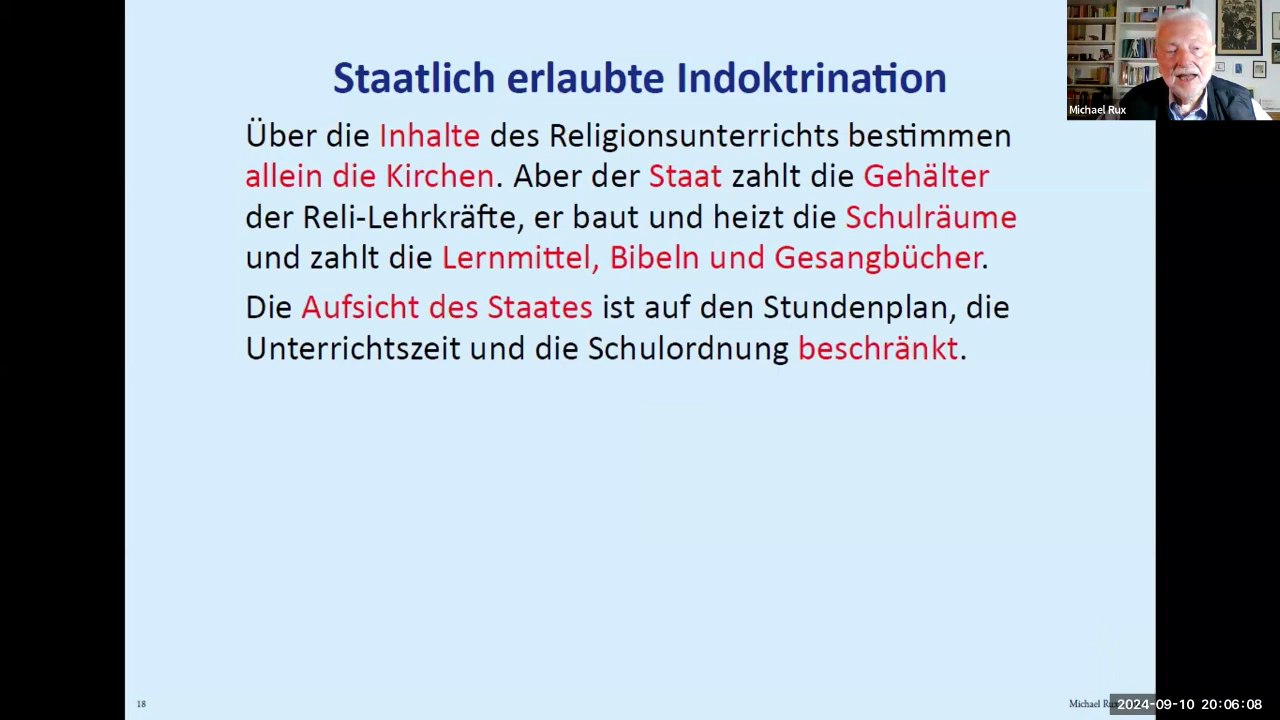 Staatlich erlaubte Indoktrination
Über die Inhalte des Religionsunterrichts bestimmen
allein die Kirchen. Aber der Staat zahlt die Gehälter
der Reli-Lehrkräfte, er baut und heizt die Schulräume
und zahlt die Lernmittel, Bibeln und Gesangbücher.
Die Aufsicht des Staates ist auf den Stundenplan, die
Unterrichtszeit und die Schulordnung beschränkt.
Michael Rux
18
Michael Rux
2024-09-10 20:06:08